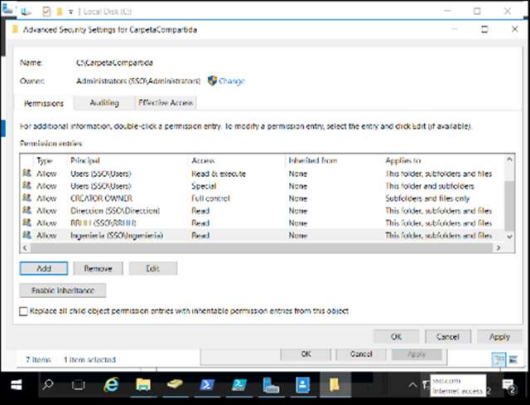 Local Disk (C:)
Advanced Security Settings for CarpetaCompartida
Name: C:\CarpetaCompartida
Owner: Administrators (SSO\Administrators) Change
Permissions Auditing Effective Access
For additional information, double-click a permission entry. To modify a permission entry, select the entry and click Edit (if available).
Permission entries:
Type Principal Access Inherited from Applies to
Allow Users (SSO\Users) Read & execute None This folder, subfolders and files
Allow Users (SSO\Users) Special None This folder and subfolders
Allow CREATOR OWNER Full control None Subfolders and files only
Allow Direccion (SSO\Direccion) Read None This folder, subfolders and files
Allow RRHH (SSO\RRHH) Read None This folder, subfolders and files
Allow Ingenieria (SSO\Ingenieria) Read None This folder, subfolders and files
Add Remove Edit
Enable inheritance
Replace all child object permission entries with inheritable permission entries from this object
OK Cancel Apply
7 items 1 item selected
OK Cancel Apply
Internet access